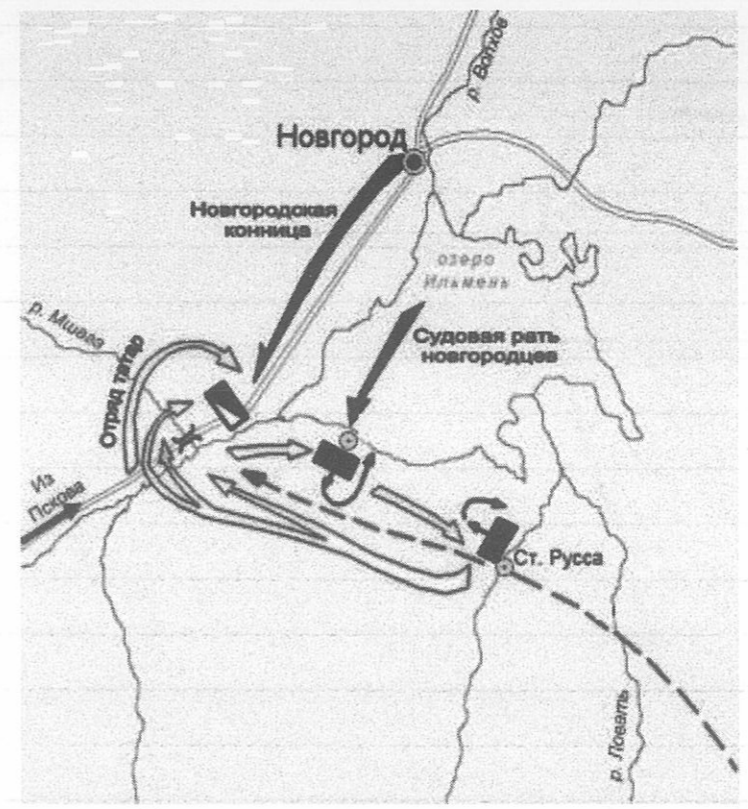 р. Волхов
Новгород
Новгородская
конница
озеро
Ильмень
р. Мшага
Судовая рать
новгородцев
Отряд татар
Из
Пскова
Ст. Русса
р. Ловать